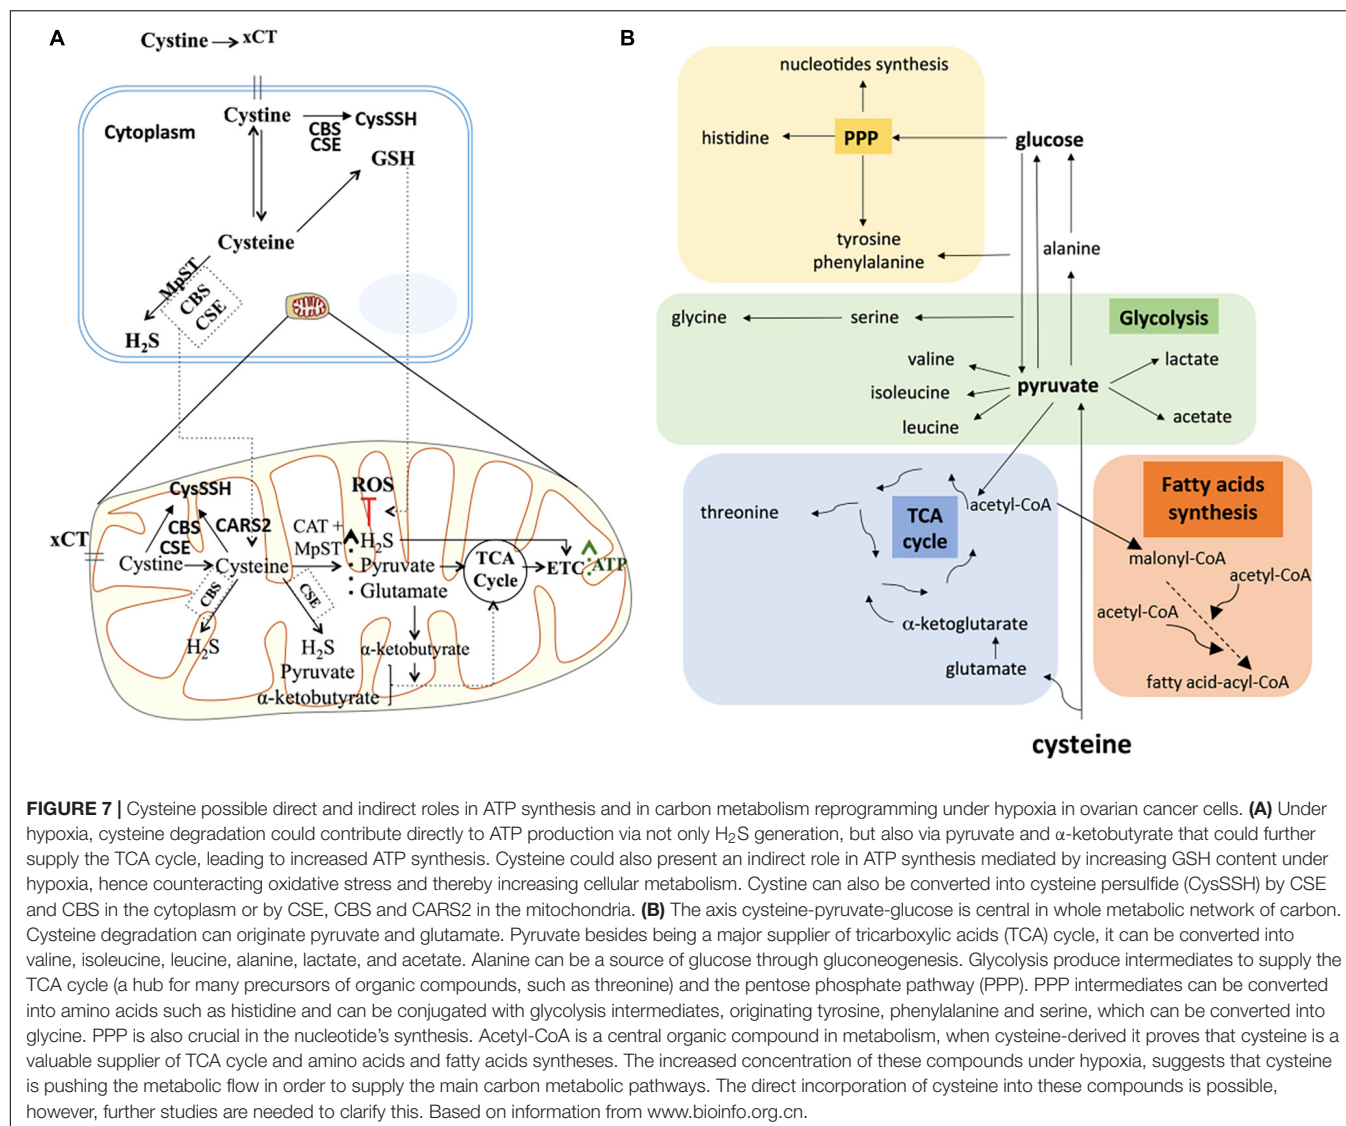 A
Cystine → xCT
Cytoplasm
Cystine
CBS
CSE
CysSSH
GSH
Cysteine
MpST
CBS
CSE
H₂S
xCT
CysSSH
CBS
CSE
CARS2
Cystine
Cysteine
CBS
CSE
H₂S
H₂S
Pyruvate
α-ketobutyrate
CAT +
MpST
ROS
H₂S
Pyruvate
Glutamate
α-ketobutyrate
TCA
Cycle
ETC
ATP
B
nucleotides synthesis
histidine
PPP
glucose
tyrosine
phenylalanine
alanine
Glycolysis
glycine
serine
valine
isoleucine
leucine
pyruvate
lactate
acetate
threonine
TCA
cycle
acetyl-CoA
α-ketoglutarate
glutamate
Fatty acids
synthesis
malonyl-CoA
acetyl-CoA
acetyl-CoA
fatty acid-acyl-CoA
cysteine
FIGURE 7 | Cysteine possible direct and indirect roles in ATP synthesis and in carbon metabolism reprogramming under hypoxia in ovarian cancer cells. (A) Under
hypoxia, cysteine degradation could contribute directly to ATP production via not only H₂S generation, but also via pyruvate and α-ketobutyrate that could further
supply the TCA cycle, leading to increased ATP synthesis. Cysteine could also present an indirect role in ATP synthesis mediated by increasing GSH content under
hypoxia, hence counteracting oxidative stress and thereby increasing cellular metabolism. Cystine can also be converted into cysteine persulfide (CysSSH) by CSE
and CBS in the cytoplasm or by CSE, CBS and CARS2 in the mitochondria. (B) The axis cysteine-pyruvate-glucose is central in whole metabolic network of carbon.
Cysteine degradation can originate pyruvate and glutamate. Pyruvate besides being a major supplier of tricarboxylic acids (TCA) cycle, it can be converted into
valine, isoleucine, leucine, alanine, lactate, and acetate. Alanine can be a source of glucose through gluconeogenesis. Glycolysis produce intermediates to supply the
TCA cycle (a hub for many precursors of organic compounds, such as threonine) and the pentose phosphate pathway (PPP). PPP intermediates can be converted
into amino acids such as histidine and can be conjugated with glycolysis intermediates, originating tyrosine, phenylalanine and serine, which can be converted into
glycine. PPP is also crucial in the nucleotide's synthesis. Acetyl-CoA is a central organic compound in metabolism, when cysteine-derived it proves that cysteine is a
valuable supplier of TCA cycle and amino acids and fatty acids syntheses. The increased concentration of these compounds under hypoxia, suggests that cysteine
is pushing the metabolic flow in order to supply the main carbon metabolic pathways. The direct incorporation of cysteine into these compounds is possible,
however, further studies are needed to clarify this. Based on information from www.bioinfo.org.cn.